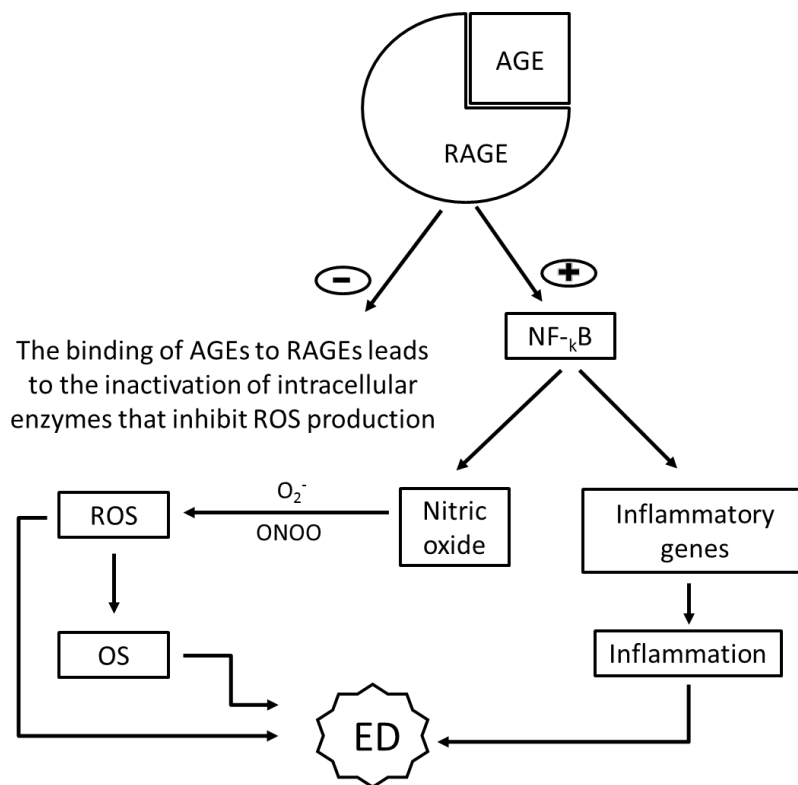 AGE
RAGE
-
+
NF-kB
The binding of AGEs to RAGEs leads
to the inactivation of intracellular
enzymes that inhibit ROS production
ROS
O2-
ONOO
Nitric
oxide
Inflammatory
genes
OS
Inflammation
ED